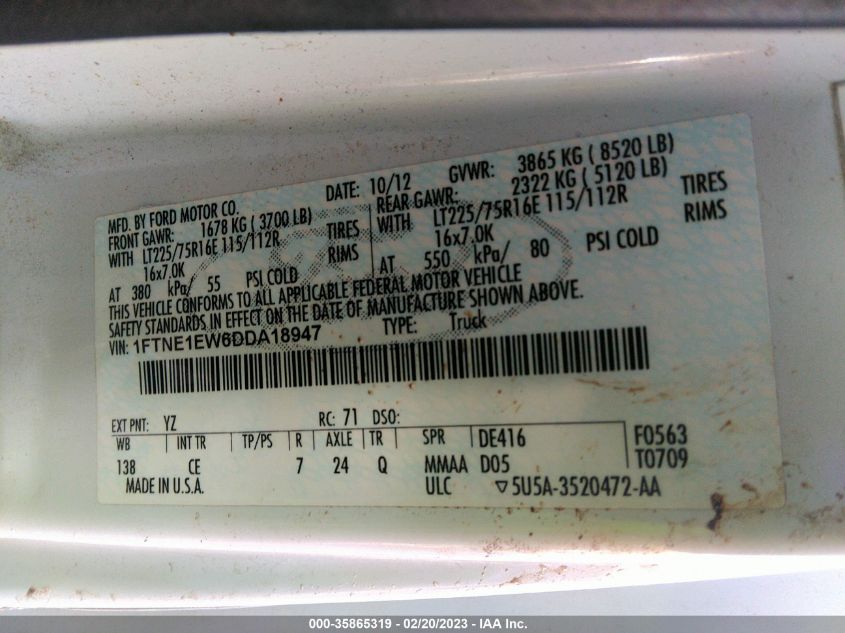 MFD. BY FORD MOTOR CO.
DATE: 10/12
GVWR: 3865 KG ( 8520 LB)
FRONT GAWR: 1678 KG ( 3700 LB)
REAR GAWR: 2322 KG ( 5120 LB)
WITH LT225/75R16E 115/112R TIRES
WITH LT225/75R16E 115/112R TIRES
16x7.0K RIMS
16x7.0K RIMS
AT 380 kPa/ 55 PSI COLD
AT 550 kPa/ 80 PSI COLD
THIS VEHICLE CONFORMS TO ALL APPLICABLE FEDERAL MOTOR VEHICLE
SAFETY STANDARDS IN EFFECT ON THE DATE OF MANUFACTURE SHOWN ABOVE.
VIN: 1FTNE1EW6DDA18947
TYPE: Truck
EXT PNT: YZ RC: 71 DSO:
WB INT TR TP/PS R AXLE TR SPR DE416 F0563
138 CE 7 24 Q MMAA D05 T0709
MADE IN U.S.A. ULC ▽5U5A-3520472-AA
000-35865319 - 02/20/2023 - IAA Inc.